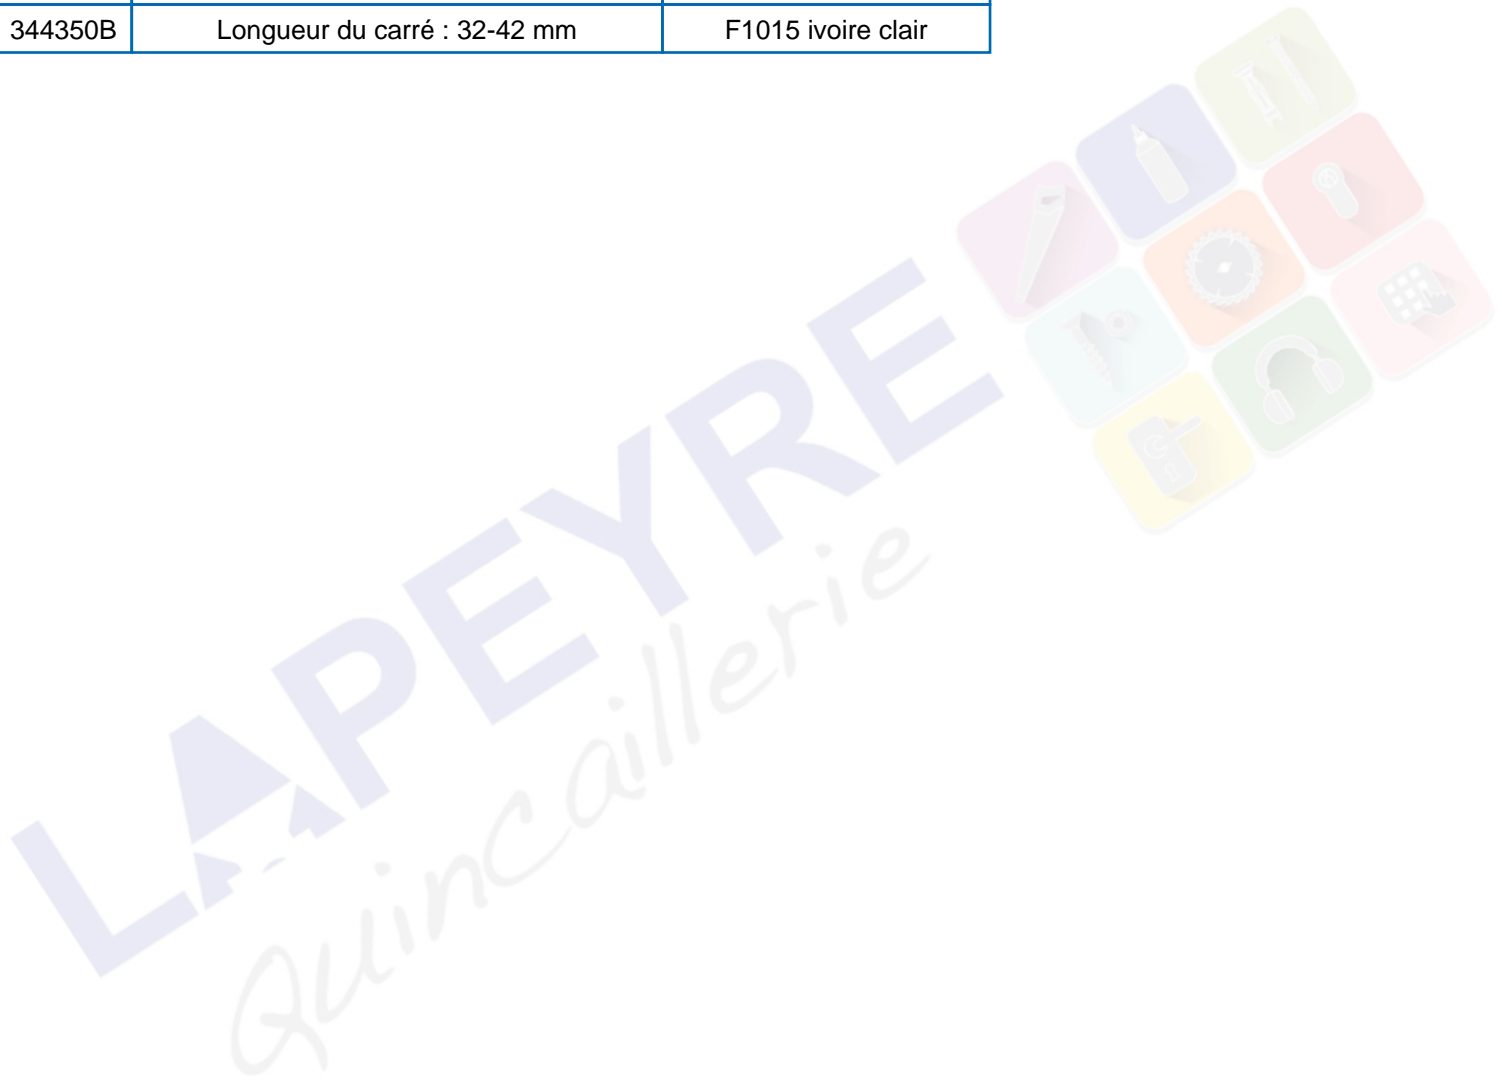 344350B Longueur du carré : 32-42 mm F1015 ivoire clair
LAPEYRE
Quincaillerie